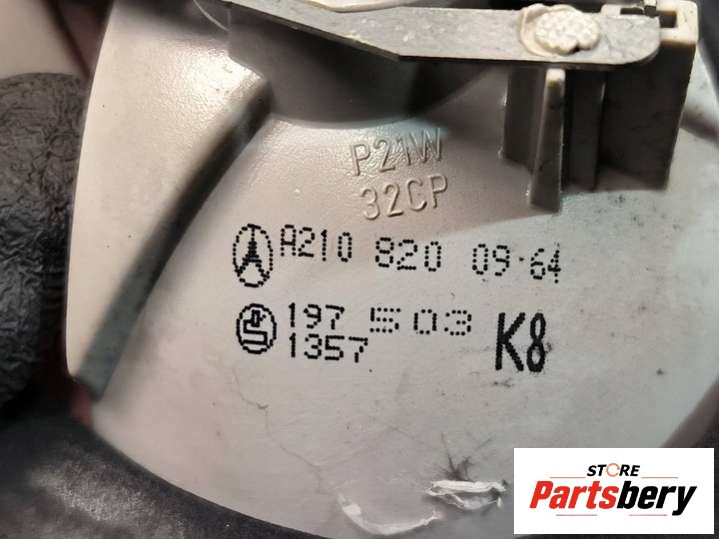 P21W
32CP
A210 820 09·64
197 503
1357
K8
STORE
Partsbery